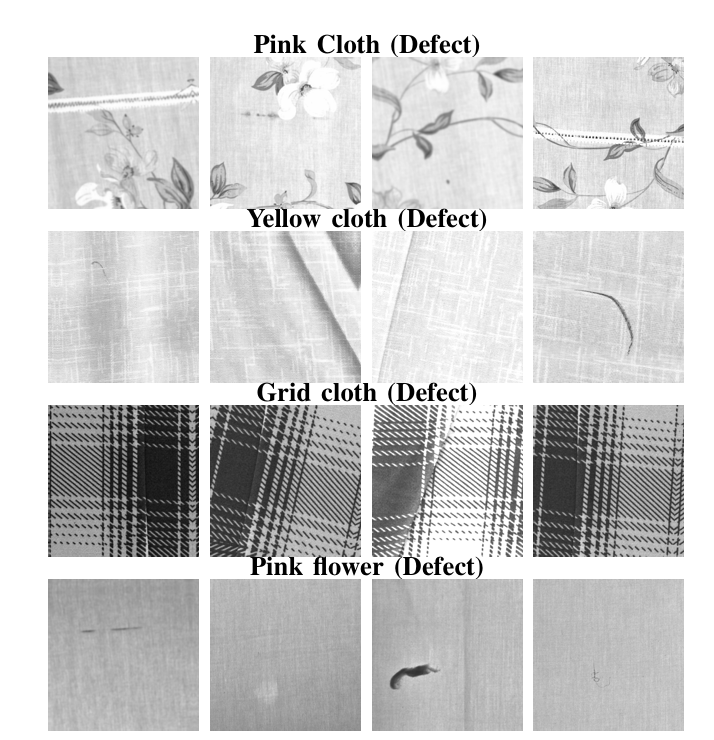 Pink Cloth (Defect)
Yellow cloth (Defect)
Grid cloth (Defect)
Pink flower (Defect)